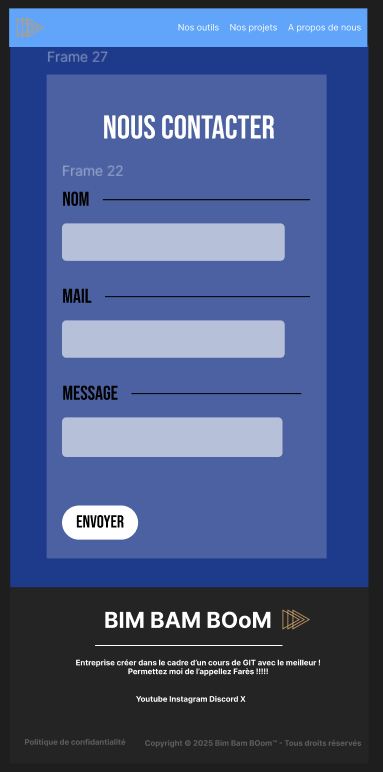 Nos outils Nos projets A propos de nous
Frame 27
NOUS CONTACTER
Frame 22
NOM
MAIL
MESSAGE
ENVOYER
BIM BAM BOoM
Entreprise créer dans le cadre d'un cours de GIT avec le meilleur !
Permettez moi de l'appellez Farès !!!!!
Youtube Instagram Discord X
Politique de confidantialité Copyright © 2025 Bim Bam BOom™ - Tous droits réservés